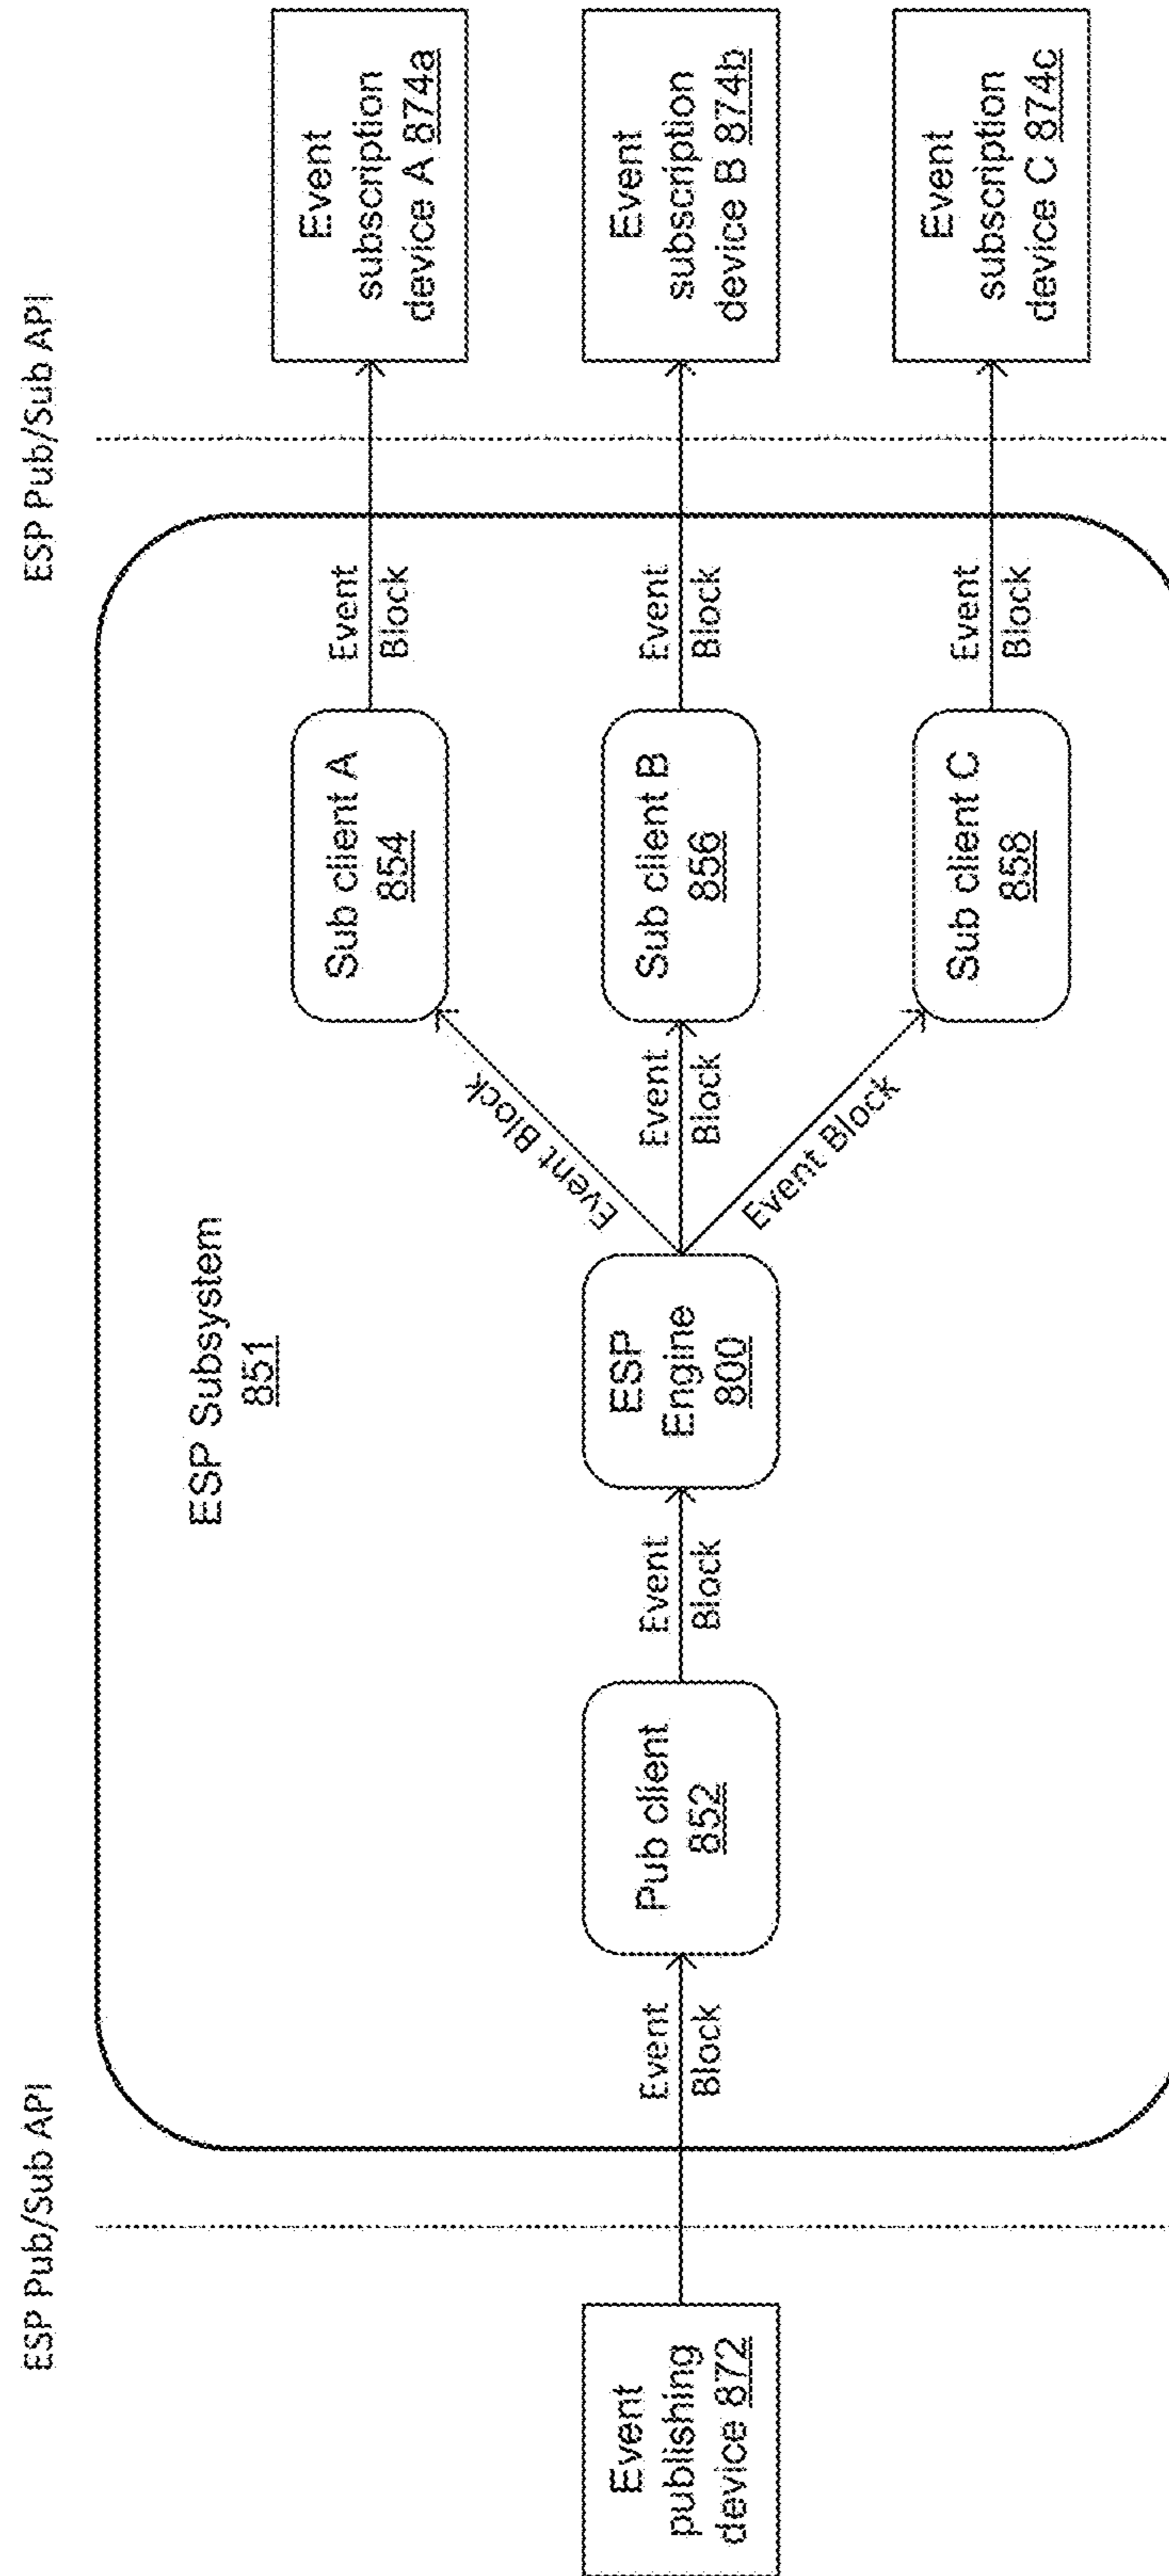 ESP Pub/Sub API
ESP Pub/Sub API
ESP Subsystem
851
Event
publishing
device 872
Event
Block
Pub client
852
Event
Block
ESP
Engine
800
Event Block
Event
Block
Event Block
Sub client A
854
Sub client B
856
Sub client C
858
Event
Block
Event
Block
Event
Block
Event
subscription
device A 874a
Event
subscription
device B 874b
Event
subscription
device C 874c